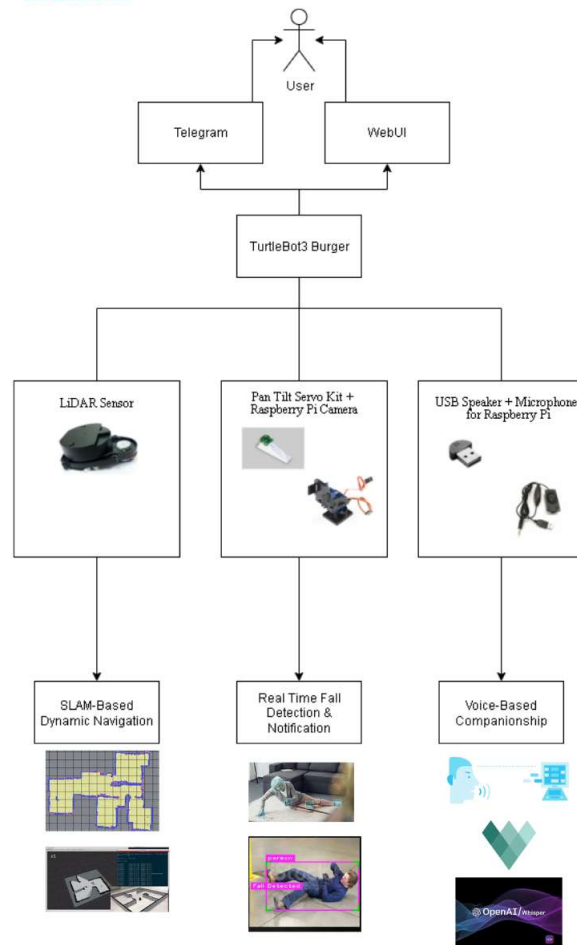 User
Telegram
WebUI
TurtleBot3 Burger
LiDAR Sensor
Pan Tilt Servo Kit +
Raspberry Pi Camera
USB Speaker + Microphone
for Raspberry Pi
SLAM-Based
Dynamic Navigation
Real Time Fall
Detection &
Notification
Voice-Based
Companionship
person
Fall Detected
OpenAI/Whisper